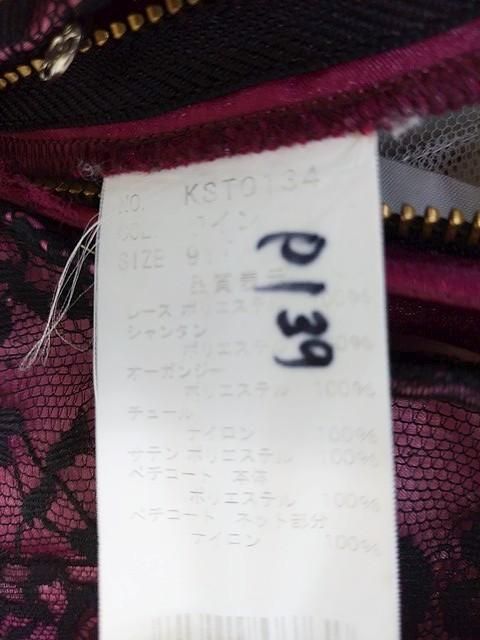 NO. KST0134
COL. ワイン
SIZE 9
品質表示
レース ポリエステル 100%
シャンタン
ポリエステル 100%
オーガンジー
ポリエステル 100%
チュール
ナイロン 100%
サテン ポリエステル 100%
ペチコート 本体
ポリエステル 100%
ペチコート ネット部分
ナイロン 100%
P139